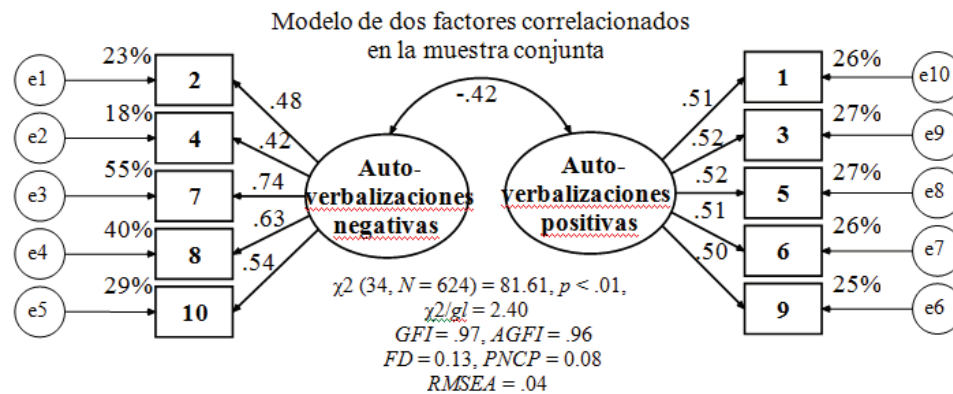 Modelo de dos factores correlacionados
en la muestra conjunta
e1
23%
2
.48
e2
18%
4
.42
e3
55%
7
.74
e4
40%
8
.63
e5
29%
10
.54
Auto-
verbalizaciones
negativas
-.42
Auto-
verbalizaciones
positivas
.51
1
26%
e10
.52
3
27%
e9
.52
5
27%
e8
.51
6
26%
e7
.50
9
25%
e6
χ2 (34, N = 624) = 81.61, p < .01,
χ2/gl = 2.40
GFI = .97, AGFI = .96
FD = 0.13, PNCP = 0.08
RMSEA = .04